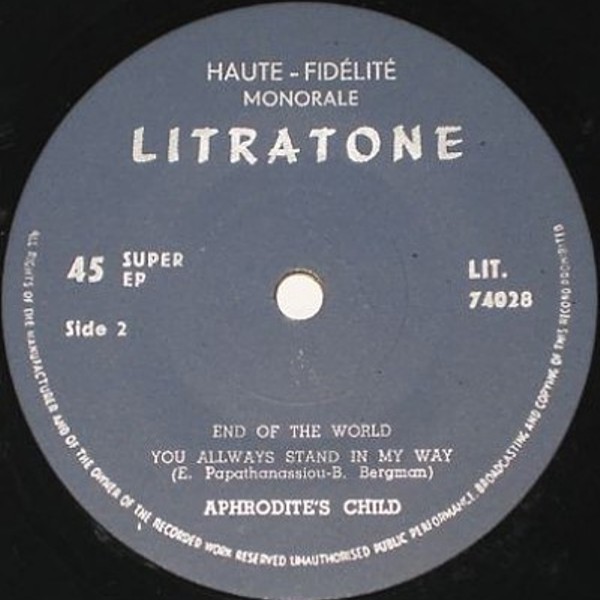 HAUTE - FIDÉLITÉ
MONORALE
LITRATONE
45 SUPER EP
LIT. 74028
Side 2
END OF THE WORLD
YOU ALLWAYS STAND IN MY WAY
(E. Papathanassiou-B. Bergman)
APHRODITE'S CHILD
ALL RIGHTS OF THE MANUFACTURER AND OF THE OWNER OF THE RECORDED WORK RESERVED UNAUTHORISED PUBLIC PERFORMANCE, BROADCASTING AND COPYING OF THIS RECORD PROHIBITED